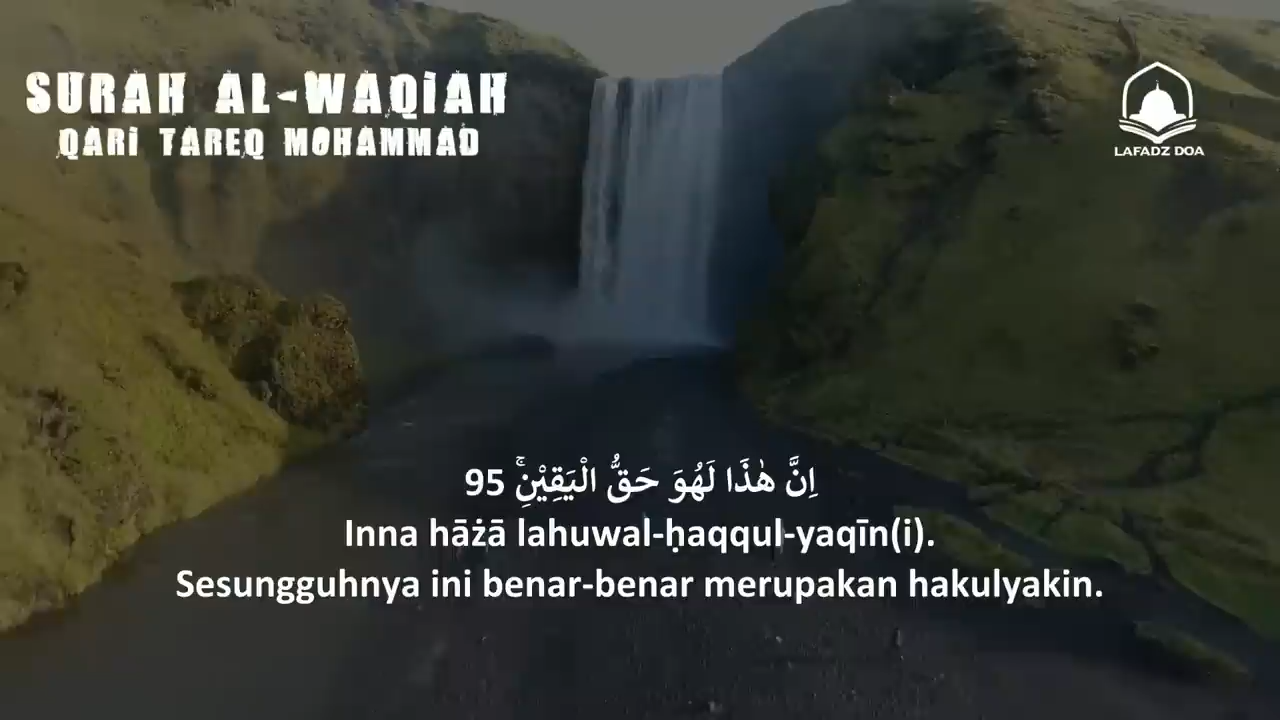 SURAH AL-WAQIAH
QARI TAREQ MOHAMMAD
LAFADZ DOA
اِنَّ هٰذَا لَهُوَ حَقُّ الْيَقِيْنِۚ 95
Inna hāżā lahuwal-ḥaqqul-yaqīn(i).
Sesungguhnya ini benar-benar merupakan hakulyakin.